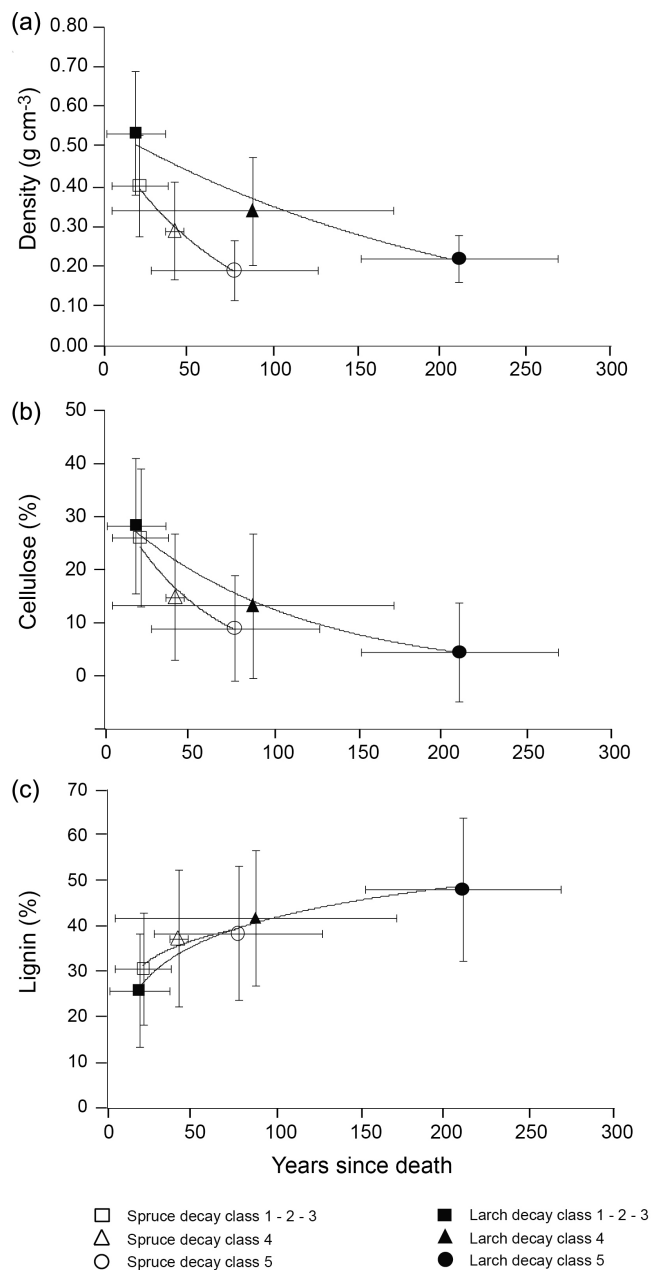 (a)
0.80
0.70
0.60
0.50
0.40
0.30
0.20
0.10
0.00
Density (g cm-3)
0 50 100 150 200 250 300
(b)
50
40
30
20
10
0
Cellulose (%)
0 50 100 150 200 250 300
(c)
70
60
50
40
30
20
10
0
Lignin (%)
0 50 100 150 200 250 300
Years since death
Spruce decay class 1 - 2 - 3
Spruce decay class 4
Spruce decay class 5
Larch decay class 1 - 2 - 3
Larch decay class 4
Larch decay class 5